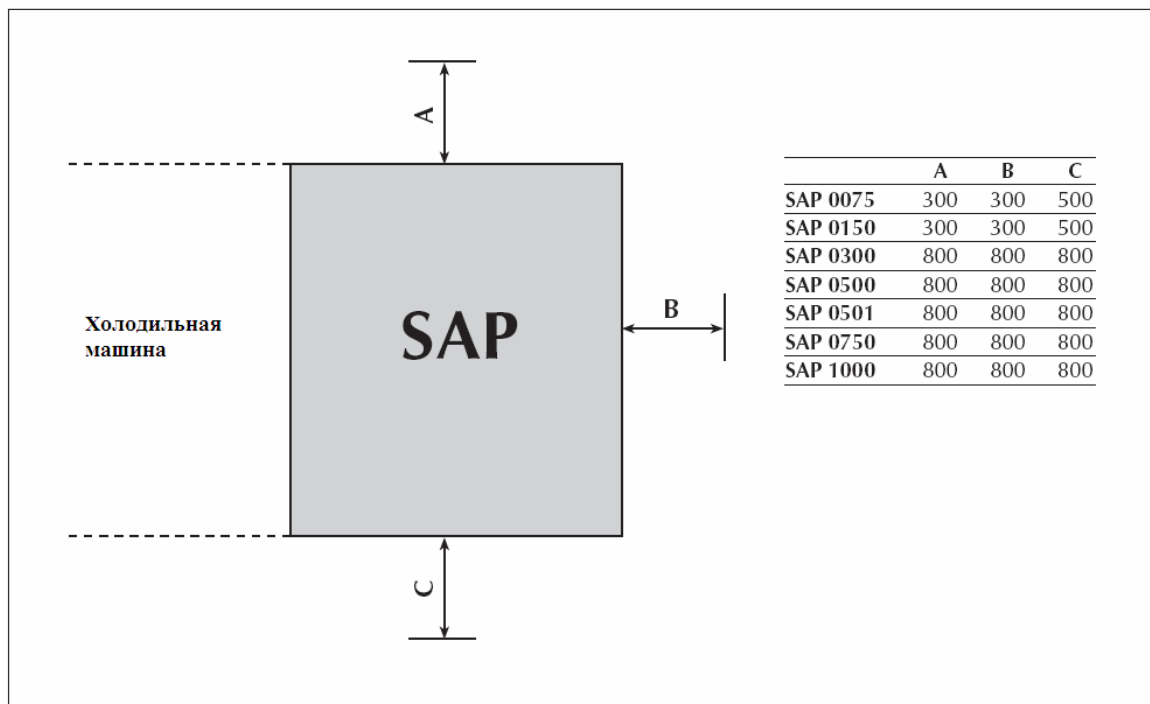 A
A B C
SAP 0075 300 300 500
SAP 0150 300 300 500
SAP 0300 800 800 800
SAP 0500 800 800 800
SAP 0501 800 800 800
SAP 0750 800 800 800
SAP 1000 800 800 800
Холодильная
машина
SAP
B
C